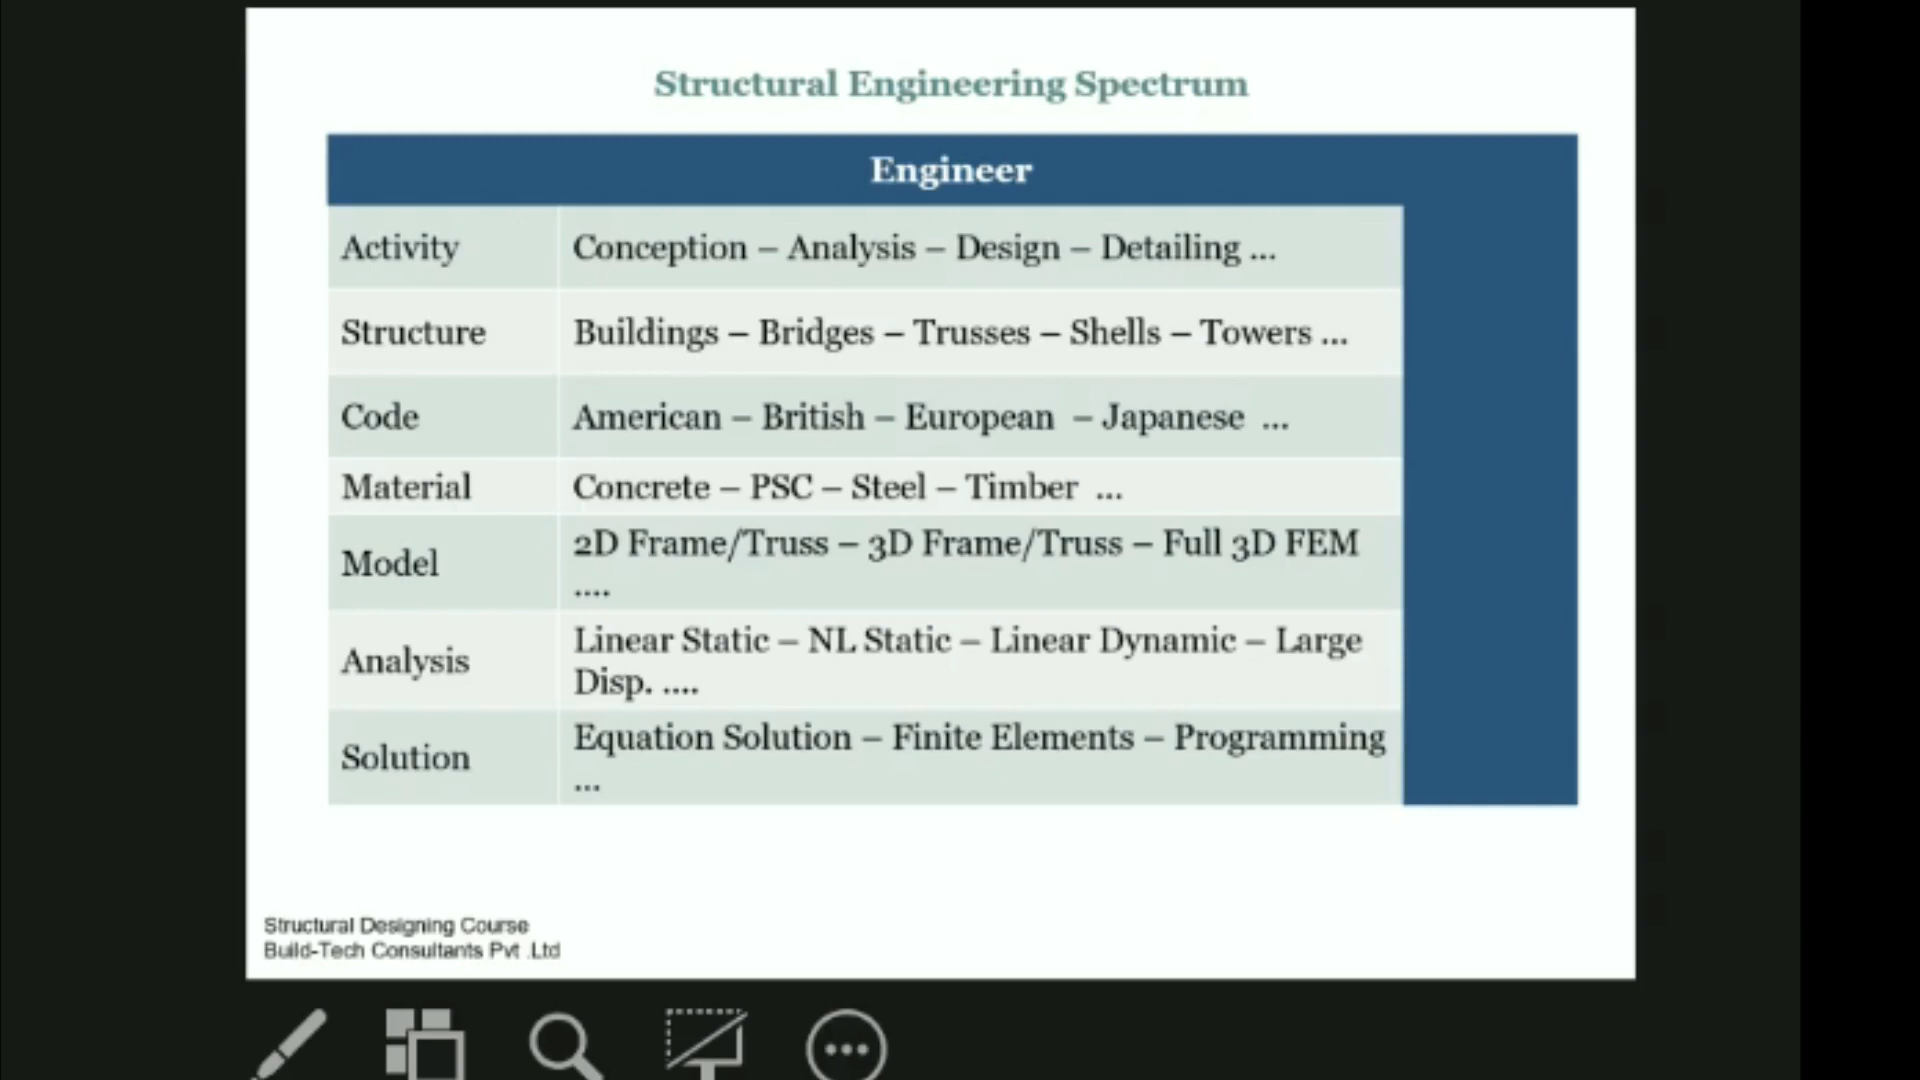 Structural Engineering Spectrum
Engineer
Activity
Conception – Analysis – Design – Detailing ...
Structure
Buildings – Bridges – Trusses – Shells – Towers ...
Code
American – British – European – Japanese ...
Material
Concrete – PSC – Steel – Timber ...
Model
2D Frame/Truss – 3D Frame/Truss – Full 3D FEM
....
Analysis
Linear Static – NL Static – Linear Dynamic – Large
Disp. ....
Solution
Equation Solution – Finite Elements – Programming
...
Structural Designing Course
Build-Tech Consultants Pvt .Ltd